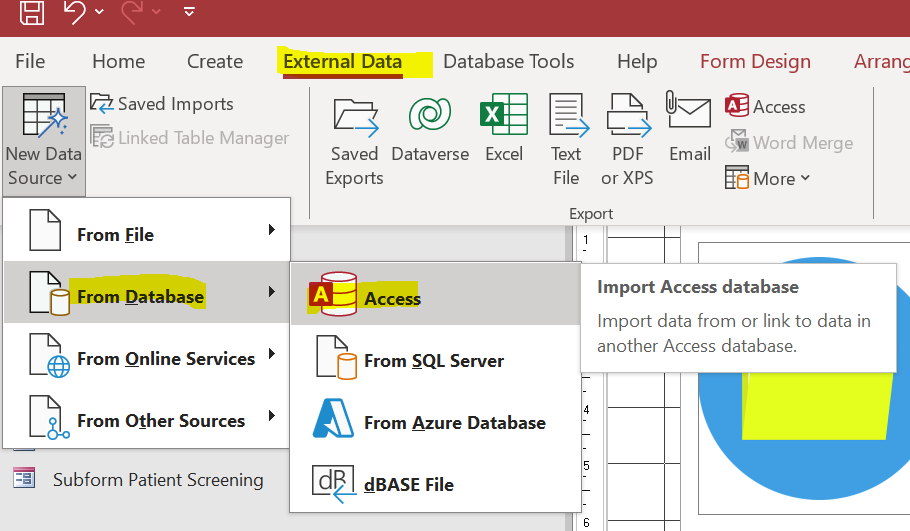 File Home Create External Data Database Tools Help Form Design Arrang
New Data
Source
Saved Imports
Linked Table Manager
Saved
Exports
Dataverse
Excel
Text
File
PDF
or XPS
Email
Access
Word Merge
More
Export
From File
From Database
From Online Services
From Other Sources
A Access
From SQL Server
From Azure Database
dB dBASE File
Import Access database
Import data from or link to data in
another Access database.
Subform Patient Screening
1
4
5
6